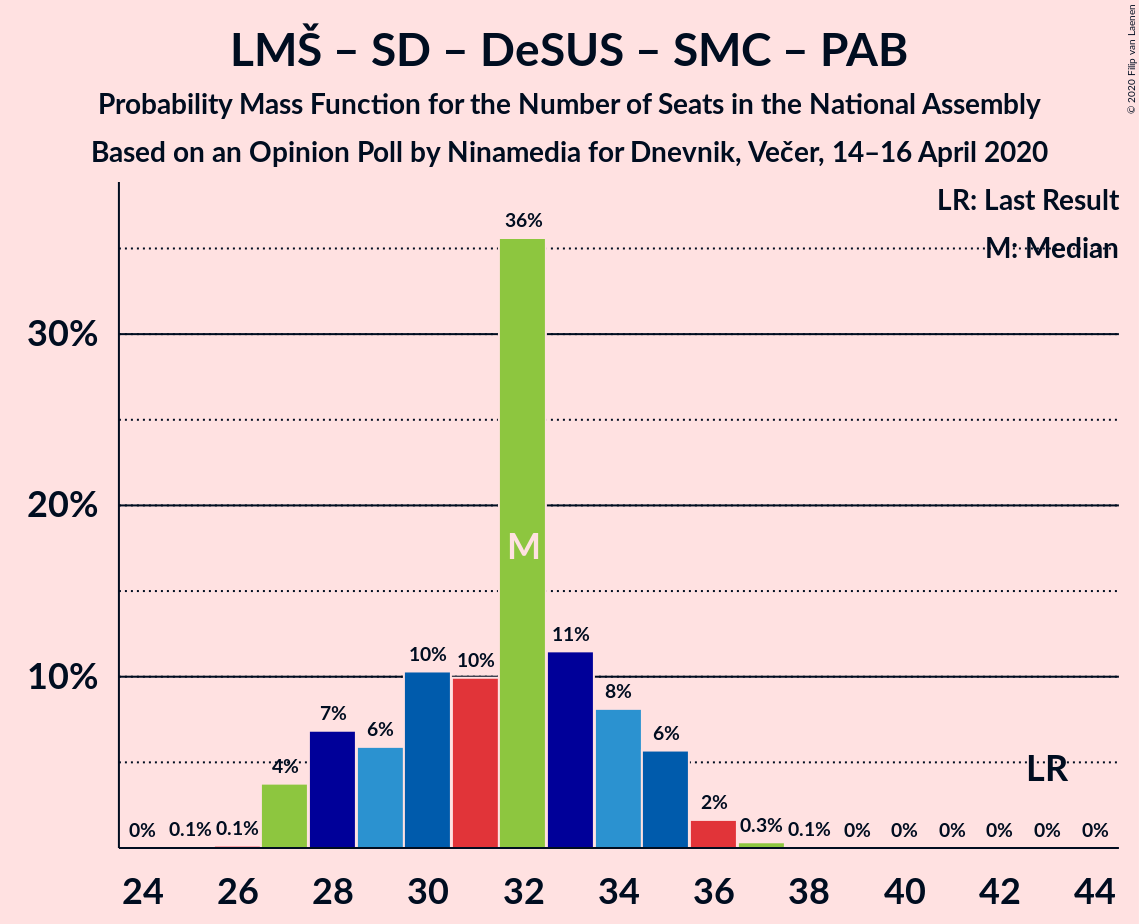 LMŠ – SD – DeSUS – SMC – PAB
Probability Mass Function for the Number of Seats in the National Assembly
Based on an Opinion Poll by Ninamedia for Dnevnik, Večer, 14–16 April 2020
© 2020 Filip van Laenen
LR: Last Result
M: Median
36%
30%
20%
M
11%
10%
10%
10%
8%
7%
6%
6%
4%
LR
2%
0% 0.1% 0.1% 0.3% 0.1% 0% 0% 0% 0% 0% 0%
24 26 28 30 32 34 36 38 40 42 44